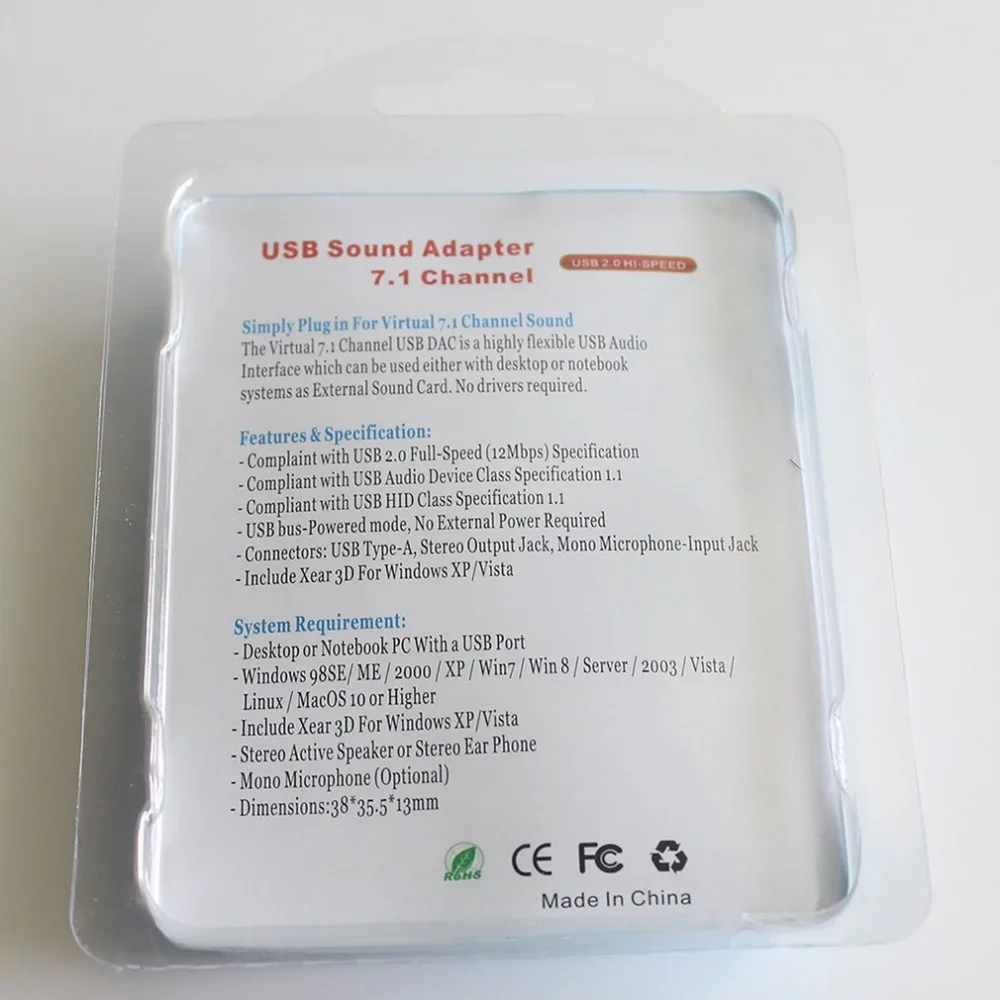 USB Sound Adapter
7.1 Channel
USB 2.0 HI-SPEED
Simply Plug in For Virtual 7.1 Channel Sound
The Virtual 7.1 Channel USB DAC is a highly flexible USB Audio
Interface which can be used either with desktop or notebook
systems as External Sound Card. No drivers required.
Features & Specification:
- Complaint with USB 2.0 Full-Speed (12Mbps) Specification
- Compliant with USB Audio Device Class Specification 1.1
- Compliant with USB HID Class Specification 1.1
- USB bus-Powered mode, No External Power Required
- Connectors: USB Type-A, Stereo Output Jack, Mono Microphone-Input Jack
- Include Xear 3D For Windows XP/Vista
System Requirement:
- Desktop or Notebook PC With a USB Port
- Windows 98SE/ ME / 2000 / XP / Win7 / Win 8 / Server / 2003 / Vista /
Linux / MacOS 10 or Higher
- Include Xear 3D For Windows XP/Vista
- Stereo Active Speaker or Stereo Ear Phone
- Mono Microphone (Optional)
- Dimensions:38*35.5*13mm
RoHS CE FC
Made In China